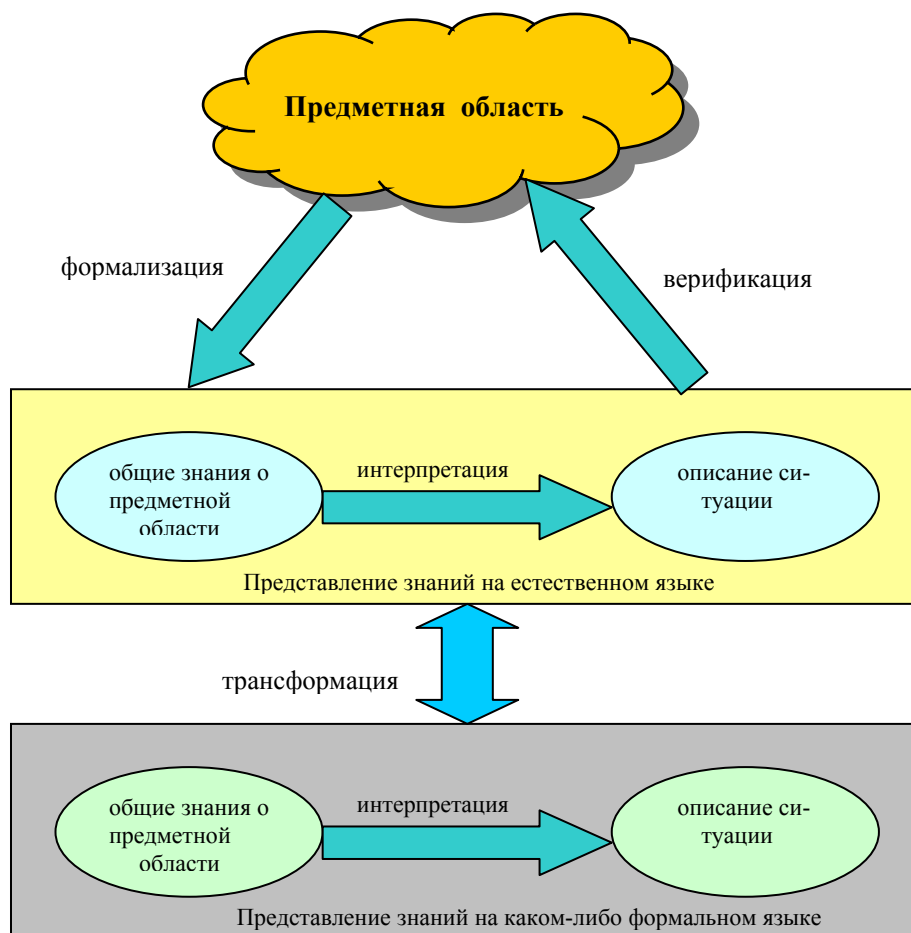 Предметная область
формализация
верификация
общие знания о
предметной
области
интерпретация
описание си-
туации
Представление знаний на естественном языке
трансформация
общие знания о
предметной
области
интерпретация
описание си-
туации
Представление знаний на каком-либо формальном языке